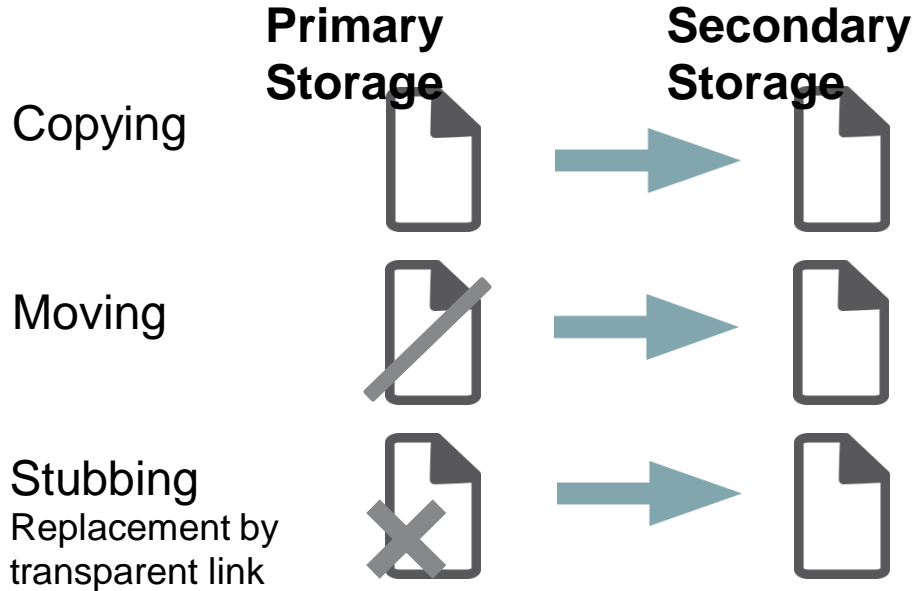 Primary
Storage
Secondary
Storage
Copying
Moving
Stubbing
Replacement by
transparent link